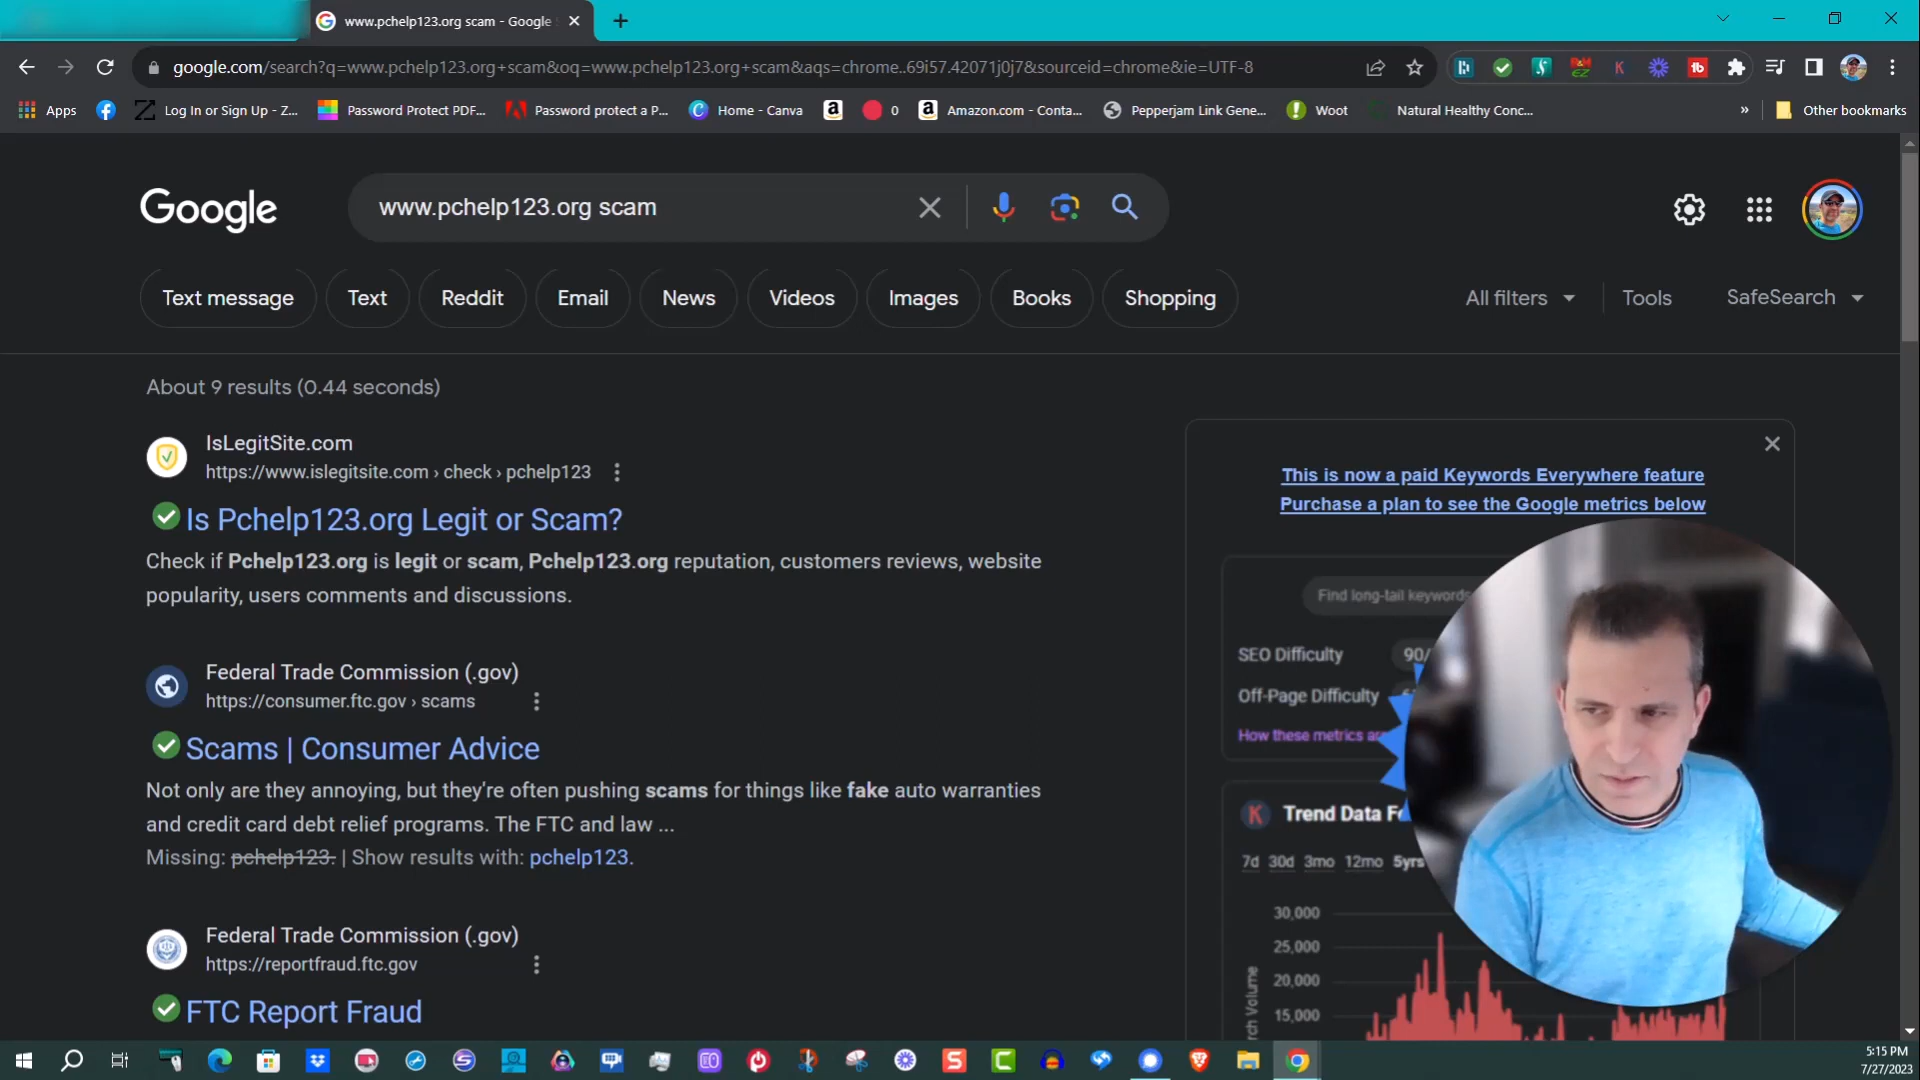 www.pchelp123.org scam - Google
google.com/search?q=www.pchelp123.org+scam&oq=www.pchelp123.org+scam&aqs=chrome..69i57.42071j0j7&sourceid=chrome&ie=UTF-8
Apps Log In or Sign Up - Z... Password Protect PDF... Password protect a P... Home - Canva 0 Amazon.com - Conta... Pepperjam Link Gene... Woot Natural Healthy Conc... » Other bookmarks
Google www.pchelp123.org scam
Text message Text Reddit Email News Videos Images Books Shopping All filters Tools SafeSearch
About 9 results (0.44 seconds)
IsLegitSite.com
https://www.islegitsite.com › check › pchelp123
Is Pchelp123.org Legit or Scam?
Check if Pchelp123.org is legit or scam, Pchelp123.org reputation, customers reviews, website
popularity, users comments and discussions.
Federal Trade Commission (.gov)
https://consumer.ftc.gov › scams
Scams | Consumer Advice
Not only are they annoying, but they're often pushing scams for things like fake auto warranties
and credit card debt relief programs. The FTC and law ...
Missing: pchelp123. | Show results with: pchelp123.
Federal Trade Commission (.gov)
https://reportfraud.ftc.gov
FTC Report Fraud
This is now a paid Keywords Everywhere feature
Purchase a plan to see the Google metrics below
Find long-tail keywords
SEO Difficulty 90/
Off-Page Difficulty
How these metrics
Trend Data
7d 30d 3mo 12mo 5yrs
30,000
25,000
20,000
15,000
Volume
5:15 PM
7/27/2023